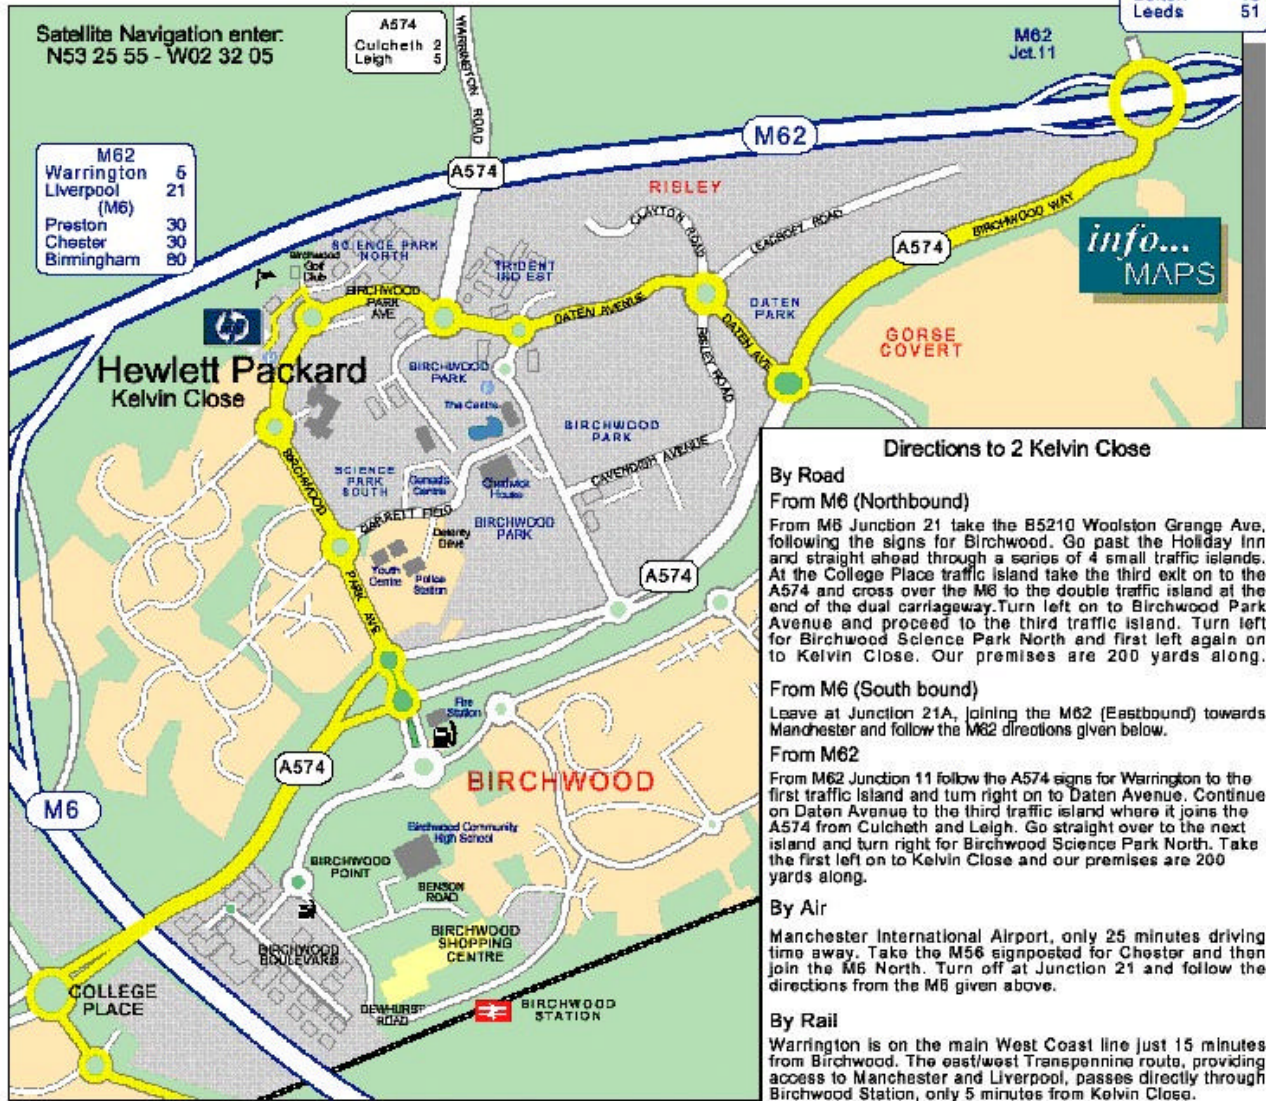 Satellite Navigation enter:
N53 25 55 - W02 32 05
A574
Culcheth 2
Leigh 5
WARRINGTON ROAD
Leeds 51
M62
Jct.11
M62
Warrington 5
Liverpool 21
(M6)
Preston 30
Chester 30
Birmingham 80
M62
A574
RISLEY
CLAYTON ROAD
LEACROFT ROAD
BIRCHWOOD WAY
A574
info...
MAPS
SCIENCE PARK
NORTH
Birchwood
Golf
Club
TRIDENT
IND EST
BIRCHWOOD
PARK
AVE
DATEN AVENUE
DATEN
PARK
DATEN AVE
RISLEY ROAD
GORSE
COVERT
hp
Hewlett Packard
Kelvin Close
BIRCHWOOD
PARK
The Centre
BIRCHWOOD
PARK
CAVENDISH AVENUE
BIRCHWOOD
SCIENCE
PARK
SOUTH
Genesis
Centre
Chadwick
House
GARRETT FIELD
BIRCHWOOD
PARK
Delenty
Drive
Youth
Centre
Police
Station
PARK AVE
A574
Fire
Station
A574
BIRCHWOOD
M6
Birchwood Community
High School
BIRCHWOOD
POINT
BENSON
ROAD
BIRCHWOOD
SHOPPING
CENTRE
BIRCHWOOD
BOULEVARD
COLLEGE
PLACE
DEWHURST
ROAD
BIRCHWOOD
STATION
Directions to 2 Kelvin Close
By Road
From M6 (Northbound)
From M6 Junction 21 take the B5210 Woolston Grange Ave,
following the signs for Birchwood. Go past the Holiday Inn
and straight ahead through a series of 4 small traffic islands.
At the College Place traffic island take the third exit on to the
A574 and cross over the M6 to the double traffic island at the
end of the dual carriageway.Turn left on to Birchwood Park
Avenue and proceed to the third traffic island. Turn left
for Birchwood Science Park North and first left again on
to Kelvin Close. Our premises are 200 yards along.
From M6 (South bound)
Leave at Junction 21A, joining the M62 (Eastbound) towards
Manchester and follow the M62 directions given below.
From M62
From M62 Junction 11 follow the A574 signs for Warrington to the
first traffic island and turn right on to Daten Avenue. Continue
on Daten Avenue to the third traffic island where it joins the
A574 from Culcheth and Leigh. Go straight over to the next
island and turn right for Birchwood Science Park North. Take
the first left on to Kelvin Close and our premises are 200
yards along.
By Air
Manchester International Airport, only 25 minutes driving
time away. Take the M56 signposted for Chester and then
join the M6 North. Turn off at Junction 21 and follow the
directions from the M6 given above.
By Rail
Warrington is on the main West Coast line just 15 minutes
from Birchwood. The east/west Transpennine route, providing
access to Manchester and Liverpool, passes directly through
Birchwood Station, only 5 minutes from Kelvin Close.